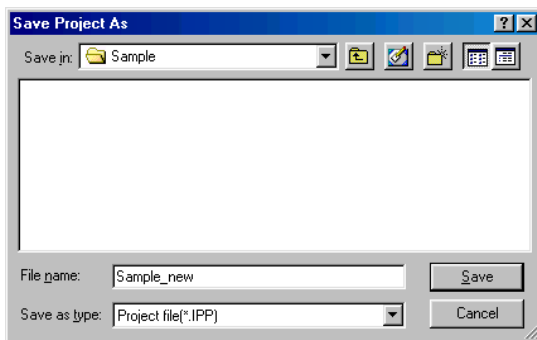 Save Project As
Save in: Sample
File name: Sample_new Save
Save as type: Project file(*.IPP) Cancel